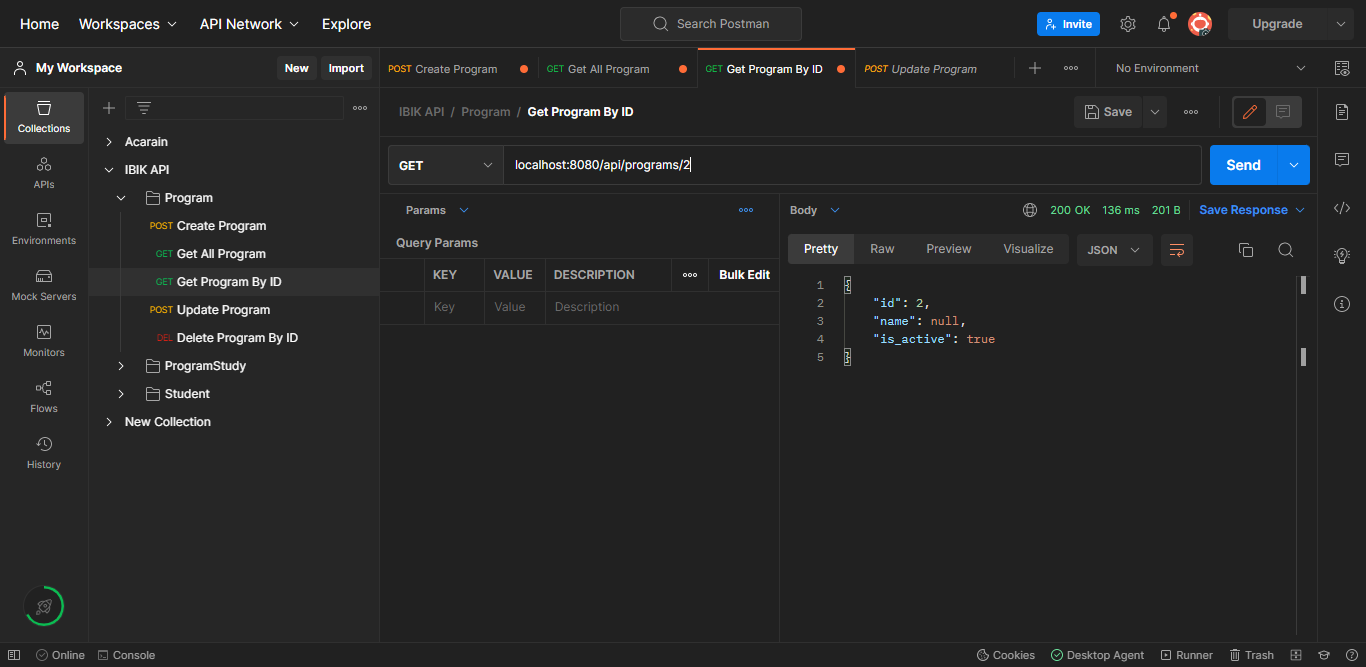 Home Workspaces API Network Explore Search Postman Invite Upgrade
My Workspace New Import
POST Create Program GET Get All Program GET Get Program By ID POST Update Program No Environment
Collections
APIs
Environments
Mock Servers
Monitors
Flows
History
Acarain
IBIK API
Program
POST Create Program
GET Get All Program
GET Get Program By ID
POST Update Program
DEL Delete Program By ID
ProgramStudy
Student
New Collection
IBIK API / Program / Get Program By ID Save
GET localhost:8080/api/programs/2 Send
Params
Query Params
KEY VALUE DESCRIPTION Bulk Edit
Key Value Description
Body 200 OK 136 ms 201 B Save Response
Pretty Raw Preview Visualize JSON
1 {
2 "id": 2,
3 "name": null,
4 "is_active": true
5 }
Online Console Cookies Desktop Agent Runner Trash